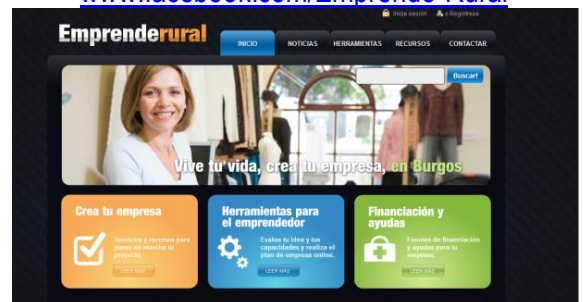 www.facebook.com/Emprende Rural
Inicia sesión o Regístrese
Emprenderural
INICIO NOTICIAS HERRAMIENTAS RECURSOS CONTACTAR
Buscar!
Vive tu vida, crea tu empresa, en Burgos
Crea tu empresa
Servicios y recursos para
poner en marcha tu
proyecto.
LEER MÁS
Herramientas para
el emprendedor
Evalua tu idea y tus
capacidades y realiza el
plan de empresa online.
LEER MÁS
Financiación y
ayudas
Fuentes de financiación
y ayudas para tu
empresa.
LEER MÁS